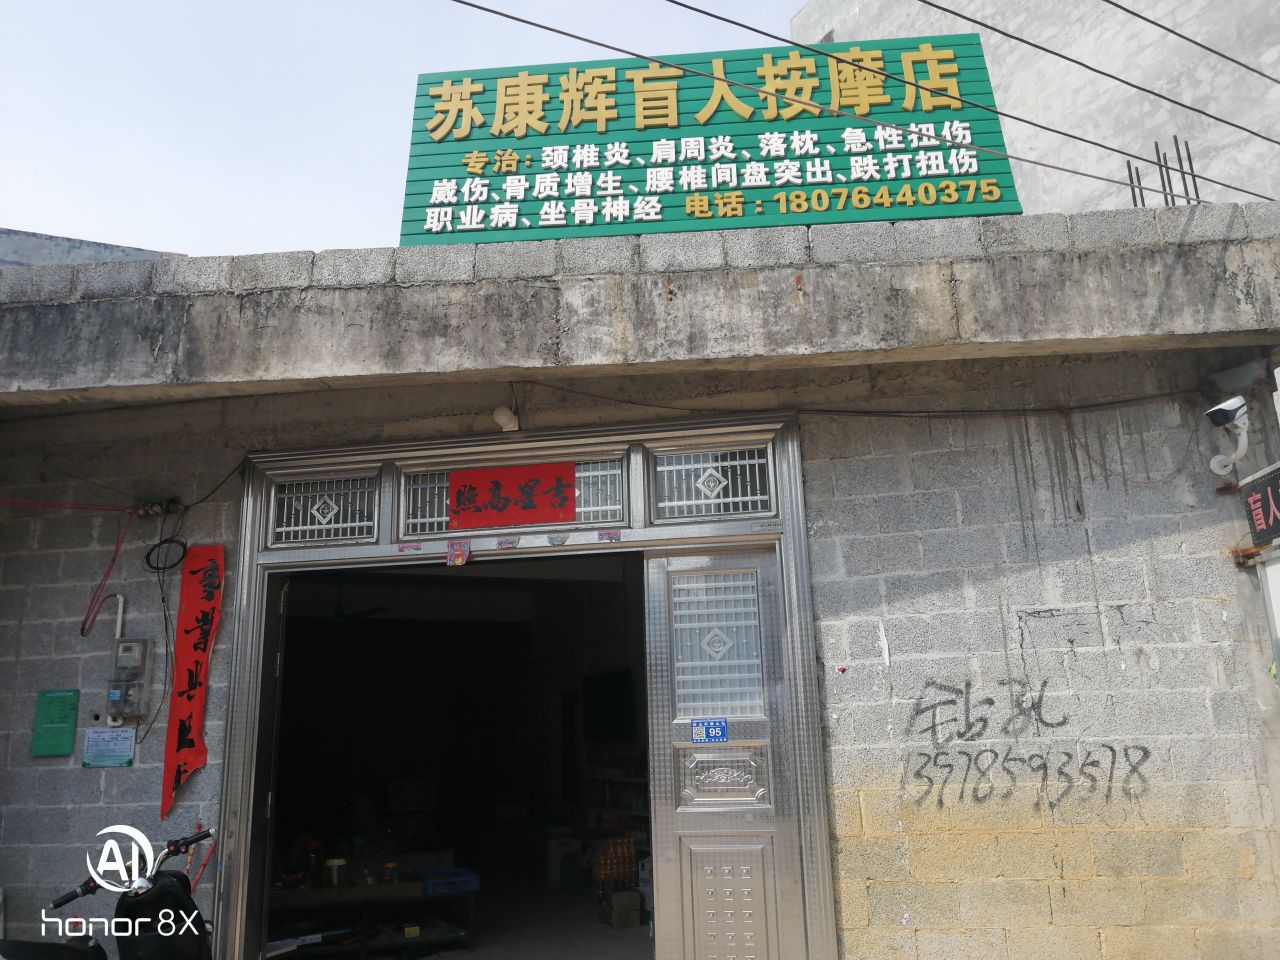 苏康辉盲人按摩店
专治：颈椎炎、肩周炎、落枕、急性扭伤
崴伤、骨质增生、腰椎间盘突出、跌打扭伤
职业病、坐骨神经 电话：18076440375
吉星高照
95
钻孔
13978593578
盲人
AI
honor 8X